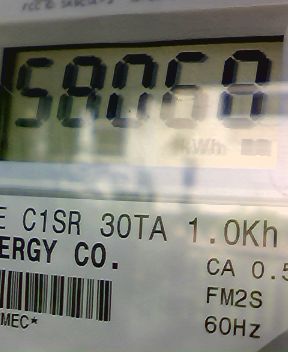 58068
kWh
E C1SR 30TA 1.0Kh
ERGY CO.
CA 0.5
FM2S
MEC*
60Hz